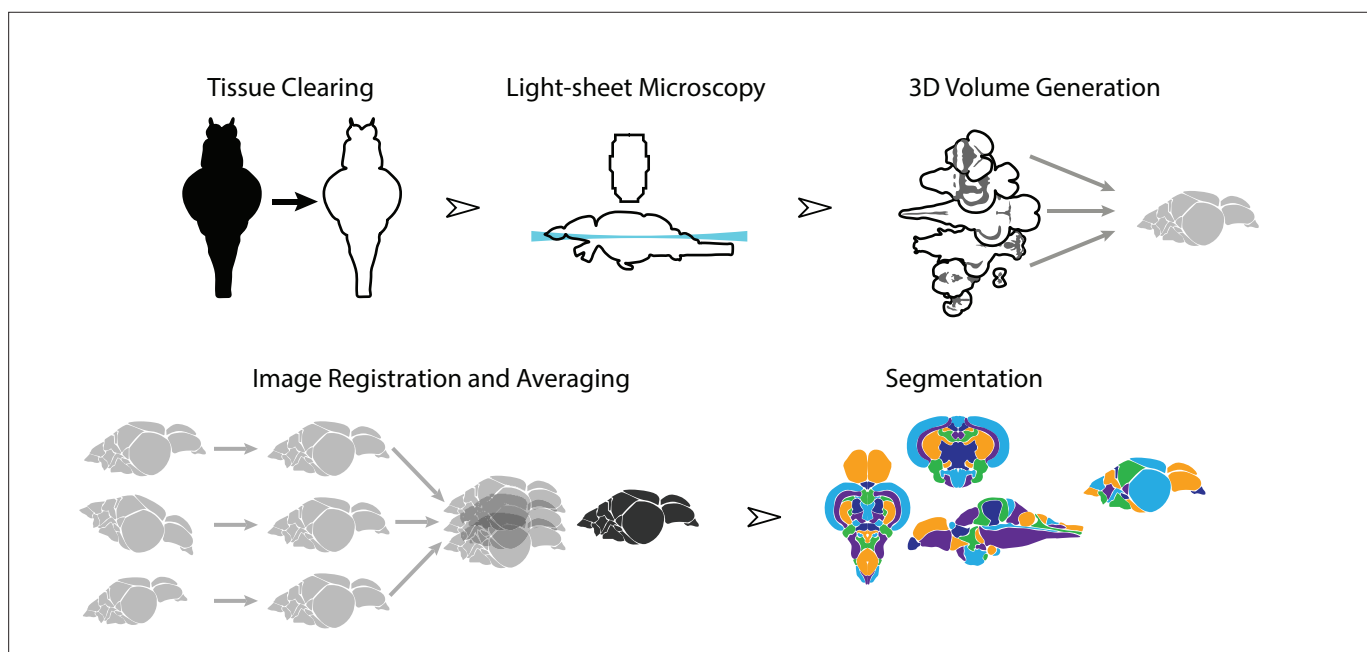 Tissue Clearing
Light-sheet Microscopy
3D Volume Generation
Image Registration and Averaging
Segmentation